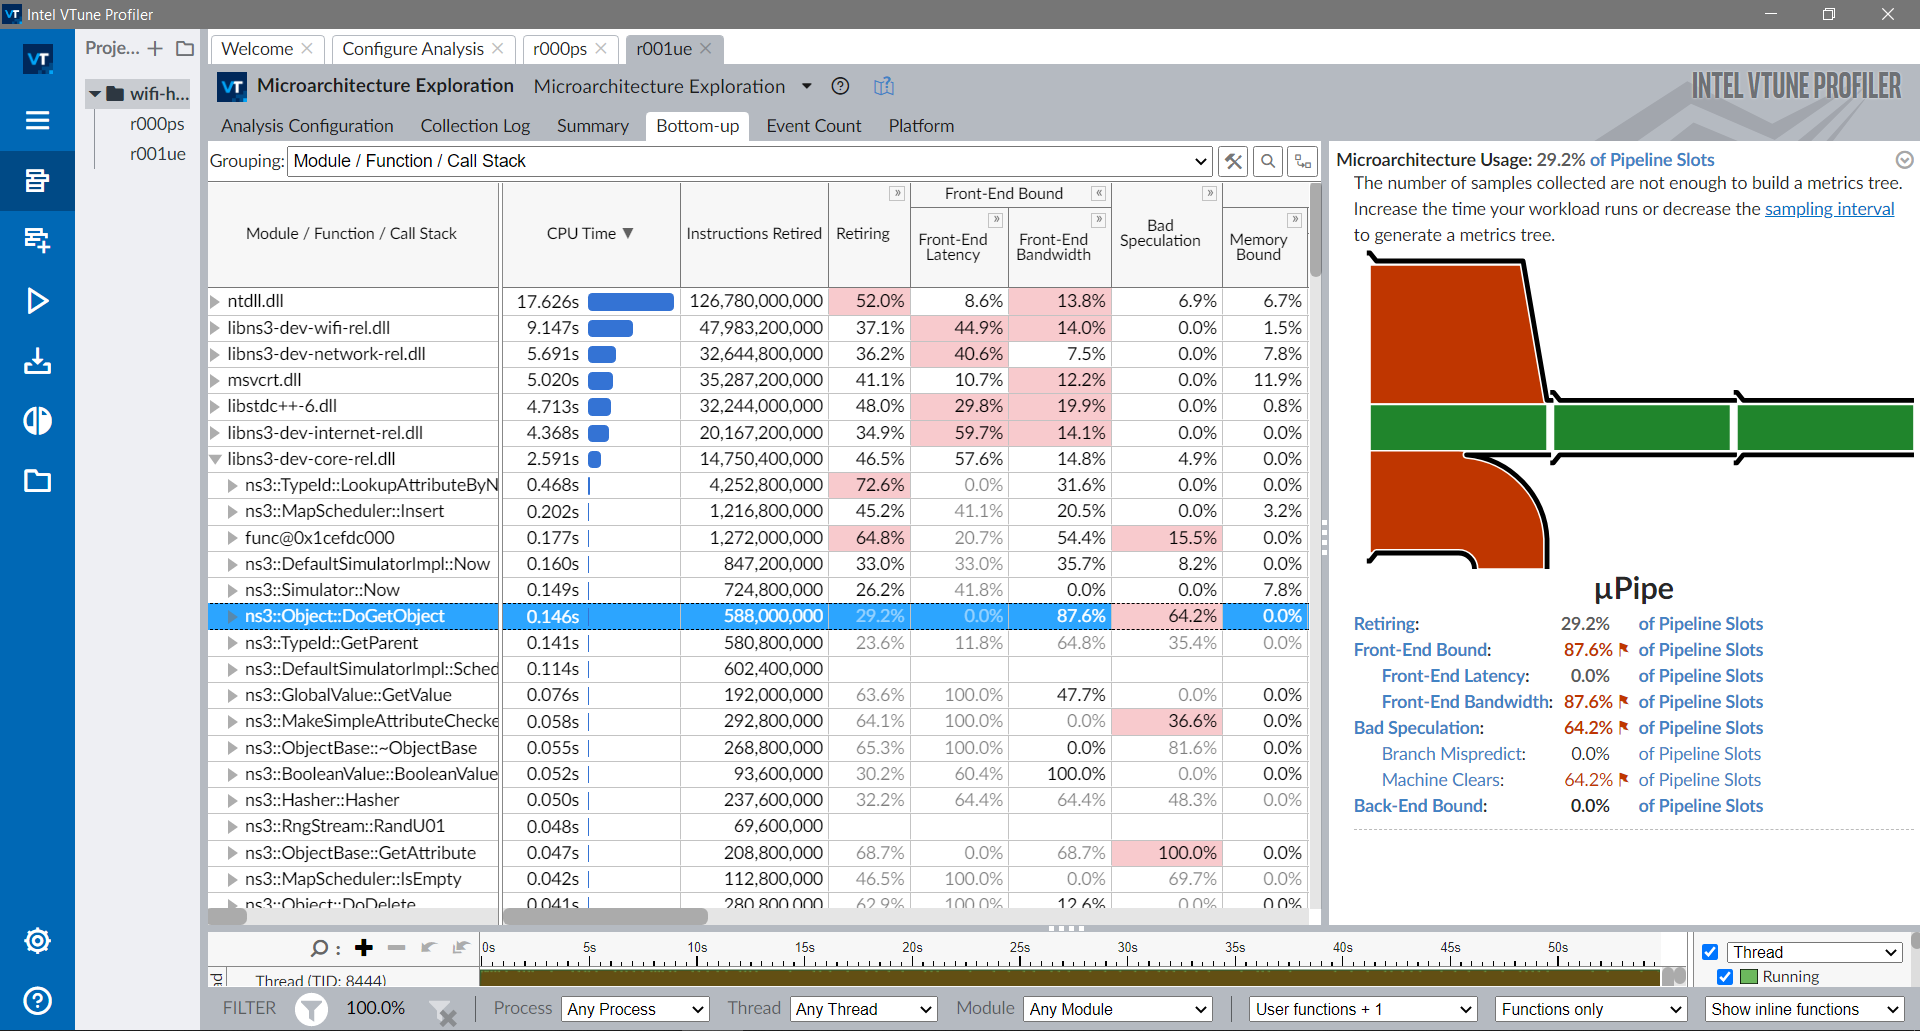 Intel VTune Profiler
Proje...
wifi-h...
r000ps
r001ue
Welcome
Configure Analysis
r000ps
r001ue
Microarchitecture Exploration
Microarchitecture Exploration
INTEL VTUNE PROFILER
Analysis Configuration
Collection Log
Summary
Bottom-up
Event Count
Platform
Grouping: Module / Function / Call Stack
Module / Function / Call Stack
CPU Time
Instructions Retired
Retiring
Front-End Bound
Front-End Latency
Front-End Bandwidth
Bad Speculation
Memory Bound
ntdll.dll 17.626s 126,780,000,000 52.0% 8.6% 13.8% 6.9% 6.7%
libns3-dev-wifi-rel.dll 9.147s 47,983,200,000 37.1% 44.9% 14.0% 0.0% 1.5%
libns3-dev-network-rel.dll 5.691s 32,644,800,000 36.2% 40.6% 7.5% 0.0% 7.8%
msvcrt.dll 5.020s 35,287,200,000 41.1% 10.7% 12.2% 0.0% 11.9%
libstdc++-6.dll 4.713s 32,244,000,000 48.0% 29.8% 19.9% 0.0% 0.8%
libns3-dev-internet-rel.dll 4.368s 20,167,200,000 34.9% 59.7% 14.1% 0.0% 0.0%
libns3-dev-core-rel.dll 2.591s 14,750,400,000 46.5% 57.6% 14.8% 4.9% 0.0%
ns3::TypeId::LookupAttributeByN 0.468s 4,252,800,000 72.6% 0.0% 31.6% 0.0% 0.0%
ns3::MapScheduler::Insert 0.202s 1,216,800,000 45.2% 41.1% 20.5% 0.0% 3.2%
func@0x1cefdc000 0.177s 1,272,000,000 64.8% 20.7% 54.4% 15.5% 0.0%
ns3::DefaultSimulatorImpl::Now 0.160s 847,200,000 33.0% 33.0% 35.7% 8.2% 0.0%
ns3::Simulator::Now 0.149s 724,800,000 26.2% 41.8% 0.0% 0.0% 7.8%
ns3::Object::DoGetObject 0.146s 588,000,000 29.2% 0.0% 87.6% 64.2% 0.0%
ns3::TypeId::GetParent 0.141s 580,800,000 23.6% 11.8% 64.8% 35.4% 0.0%
ns3::DefaultSimulatorImpl::Sched 0.114s 602,400,000
ns3::GlobalValue::GetValue 0.076s 192,000,000 63.6% 100.0% 47.7% 0.0% 0.0%
ns3::MakeSimpleAttributeChecke 0.058s 292,800,000 64.1% 100.0% 0.0% 36.6% 0.0%
ns3::ObjectBase::~ObjectBase 0.055s 268,800,000 65.3% 100.0% 0.0% 81.6% 0.0%
ns3::BooleanValue::BooleanValue 0.052s 93,600,000 30.2% 60.4% 100.0% 0.0% 0.0%
ns3::Hasher::Hasher 0.050s 237,600,000 32.2% 64.4% 64.4% 48.3% 0.0%
ns3::RngStream::RandU01 0.048s 69,600,000
ns3::ObjectBase::GetAttribute 0.047s 208,800,000 68.7% 0.0% 68.7% 100.0% 0.0%
ns3::MapScheduler::IsEmpty 0.042s 112,800,000 46.5% 100.0% 0.0% 69.7% 0.0%
ns3::Object::DoDelete 0.041s 280,800,000 62.9% 100.0% 12.6% 0.0% 0.0%
Microarchitecture Usage: 29.2% of Pipeline Slots
The number of samples collected are not enough to build a metrics tree.
Increase the time your workload runs or decrease the sampling interval
to generate a metrics tree.
µPipe
Retiring: 29.2% of Pipeline Slots
Front-End Bound: 87.6% of Pipeline Slots
Front-End Latency: 0.0% of Pipeline Slots
Front-End Bandwidth: 87.6% of Pipeline Slots
Bad Speculation: 64.2% of Pipeline Slots
Branch Mispredict: 0.0% of Pipeline Slots
Machine Clears: 64.2% of Pipeline Slots
Back-End Bound: 0.0% of Pipeline Slots
0s 5s 10s 15s 20s 25s 30s 35s 40s 45s 50s
Thread (TID: 8444)
Thread
Running
FILTER 100.0% Process Any Process Thread Any Thread Module Any Module User functions + 1 Functions only Show inline functions